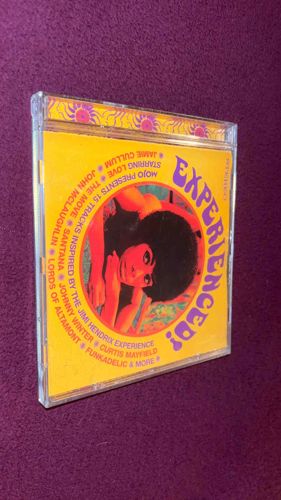 EXPERIENCED!
MOJO PRESENTS 15 TRACKS INSPIRED BY THE JIMI HENDRIX EXPERIENCE
STARRING LOVE * THE MOVE * SANTANA * JOHNNY WINTER * CURTIS MAYFIELD
* JAMIE CULLUM * JOHN MCLAUGHLIN * LORDS OF ALTAMONT * FUNKADELIC & MORE *